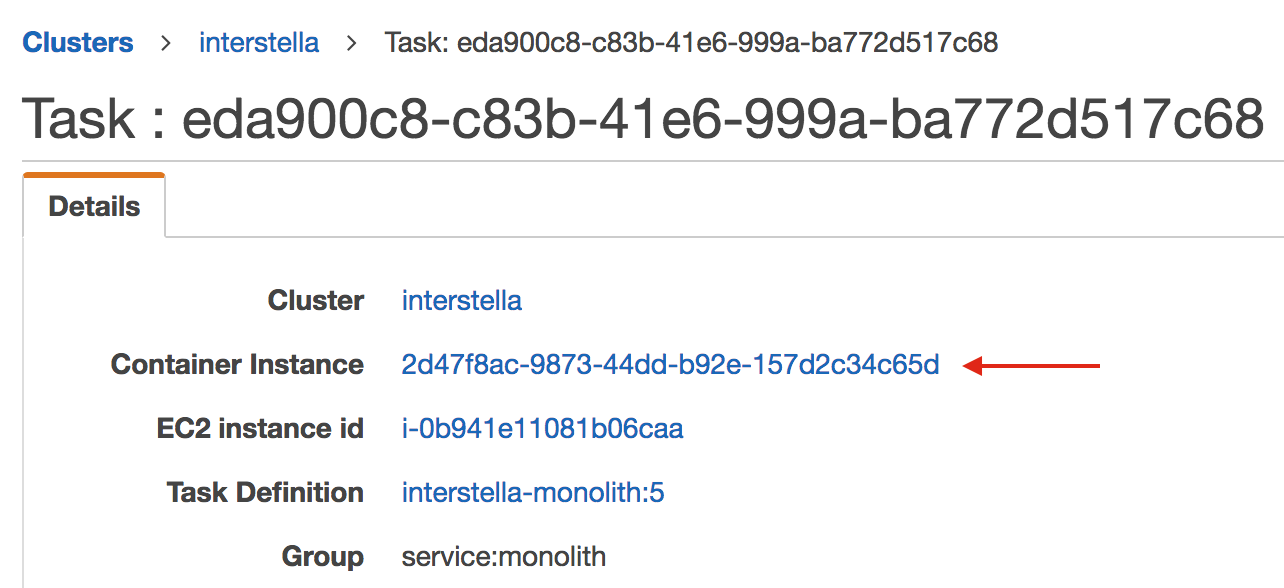 Clusters > interstella > Task: eda900c8-c83b-41e6-999a-ba772d517c68
Task : eda900c8-c83b-41e6-999a-ba772d517c68
Details
Cluster interstella
Container Instance 2d47f8ac-9873-44dd-b92e-157d2c34c65d
EC2 instance id i-0b941e11081b06caa
Task Definition interstella-monolith:5
Group service:monolith